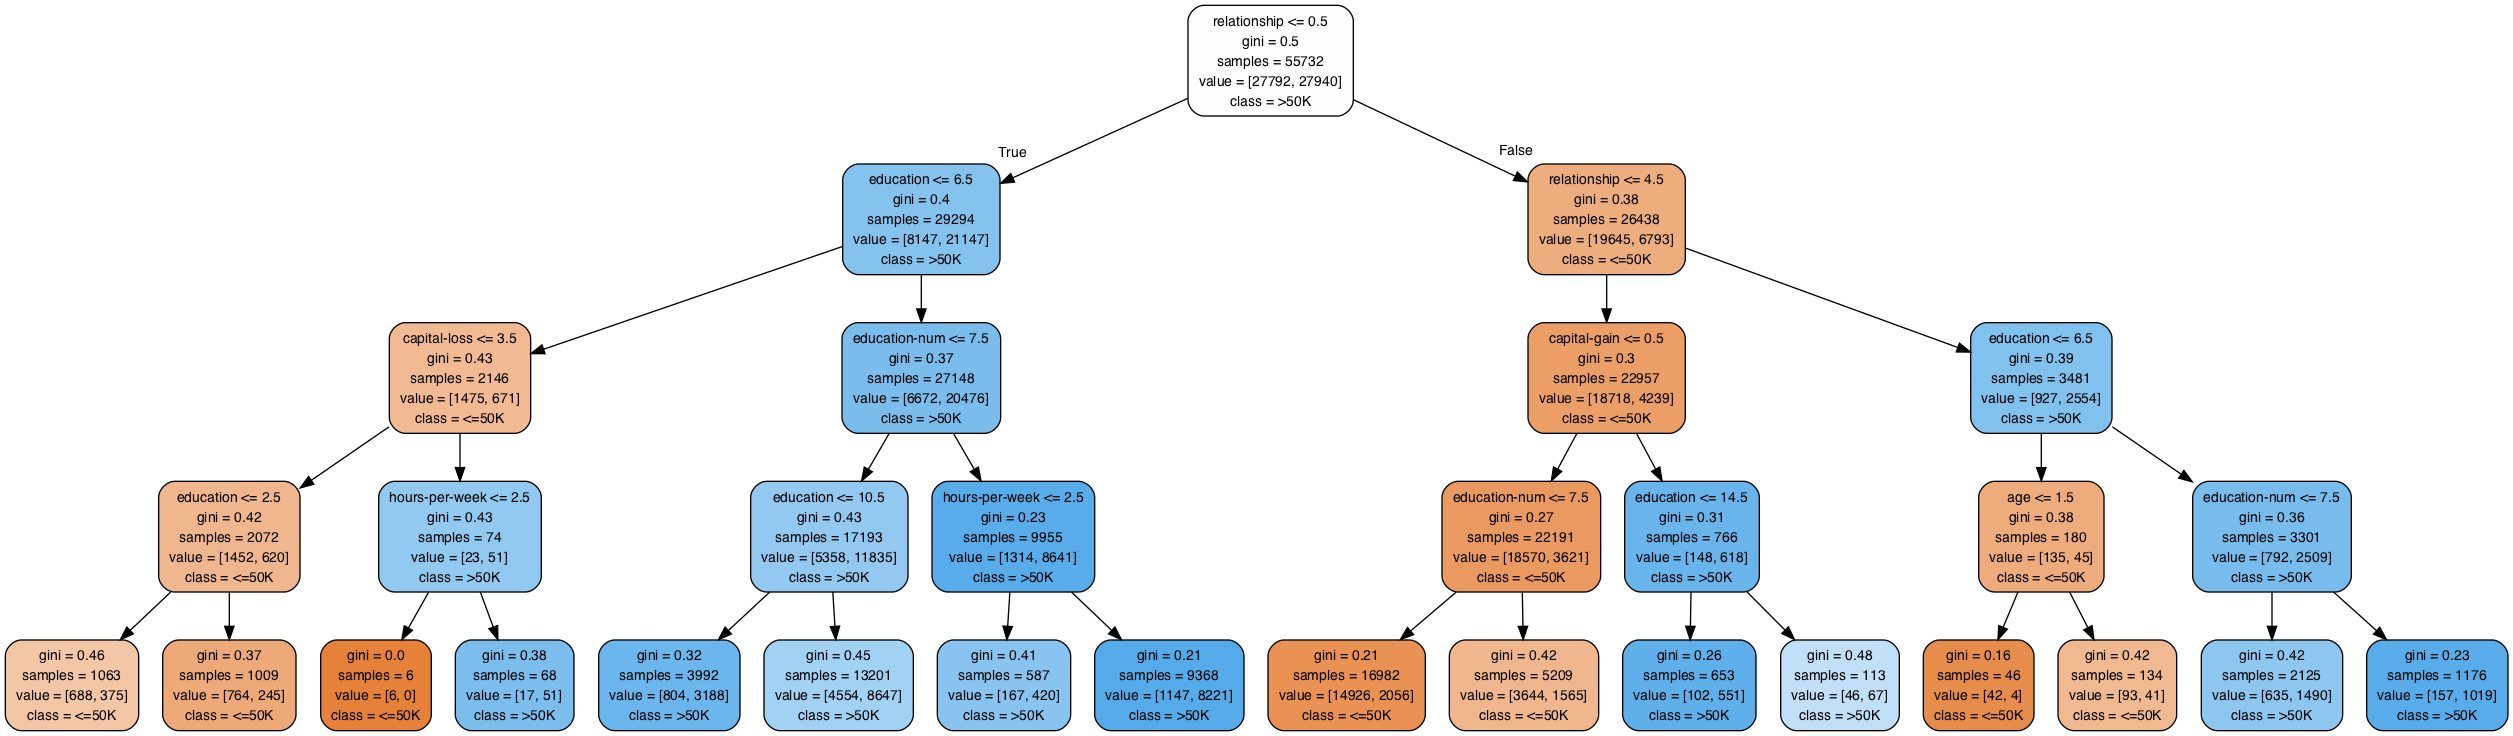 relationship <= 0.5
gini = 0.5
samples = 55732
value = [27792, 27940]
class = >50K
True
False
education <= 6.5
gini = 0.4
samples = 29294
value = [8147, 21147]
class = >50K
relationship <= 4.5
gini = 0.38
samples = 26438
value = [19645, 6793]
class = <=50K
capital-loss <= 3.5
gini = 0.43
samples = 2146
value = [1475, 671]
class = <=50K
education-num <= 7.5
gini = 0.37
samples = 27148
value = [6672, 20476]
class = >50K
capital-gain <= 0.5
gini = 0.3
samples = 22957
value = [18718, 4239]
class = <=50K
education <= 6.5
gini = 0.39
samples = 3481
value = [927, 2554]
class = >50K
education <= 2.5
gini = 0.42
samples = 2072
value = [1452, 620]
class = <=50K
hours-per-week <= 2.5
gini = 0.43
samples = 74
value = [23, 51]
class = >50K
education <= 10.5
gini = 0.43
samples = 17193
value = [5358, 11835]
class = >50K
hours-per-week <= 2.5
gini = 0.23
samples = 9955
value = [1314, 8641]
class = >50K
education-num <= 7.5
gini = 0.27
samples = 22191
value = [18570, 3621]
class = <=50K
education <= 14.5
gini = 0.31
samples = 766
value = [148, 618]
class = >50K
age <= 1.5
gini = 0.38
samples = 180
value = [135, 45]
class = <=50K
education-num <= 7.5
gini = 0.36
samples = 3301
value = [792, 2509]
class = >50K
gini = 0.46
samples = 1063
value = [688, 375]
class = <=50K
gini = 0.37
samples = 1009
value = [764, 245]
class = <=50K
gini = 0.0
samples = 6
value = [6, 0]
class = <=50K
gini = 0.38
samples = 68
value = [17, 51]
class = >50K
gini = 0.32
samples = 3992
value = [804, 3188]
class = >50K
gini = 0.45
samples = 13201
value = [4554, 8647]
class = >50K
gini = 0.41
samples = 587
value = [167, 420]
class = >50K
gini = 0.21
samples = 9368
value = [1147, 8221]
class = >50K
gini = 0.21
samples = 16982
value = [14926, 2056]
class = <=50K
gini = 0.42
samples = 5209
value = [3644, 1565]
class = <=50K
gini = 0.26
samples = 653
value = [102, 551]
class = >50K
gini = 0.48
samples = 113
value = [46, 67]
class = >50K
gini = 0.16
samples = 46
value = [42, 4]
class = <=50K
gini = 0.42
samples = 134
value = [93, 41]
class = <=50K
gini = 0.42
samples = 2125
value = [635, 1490]
class = >50K
gini = 0.23
samples = 1176
value = [157, 1019]
class = >50K